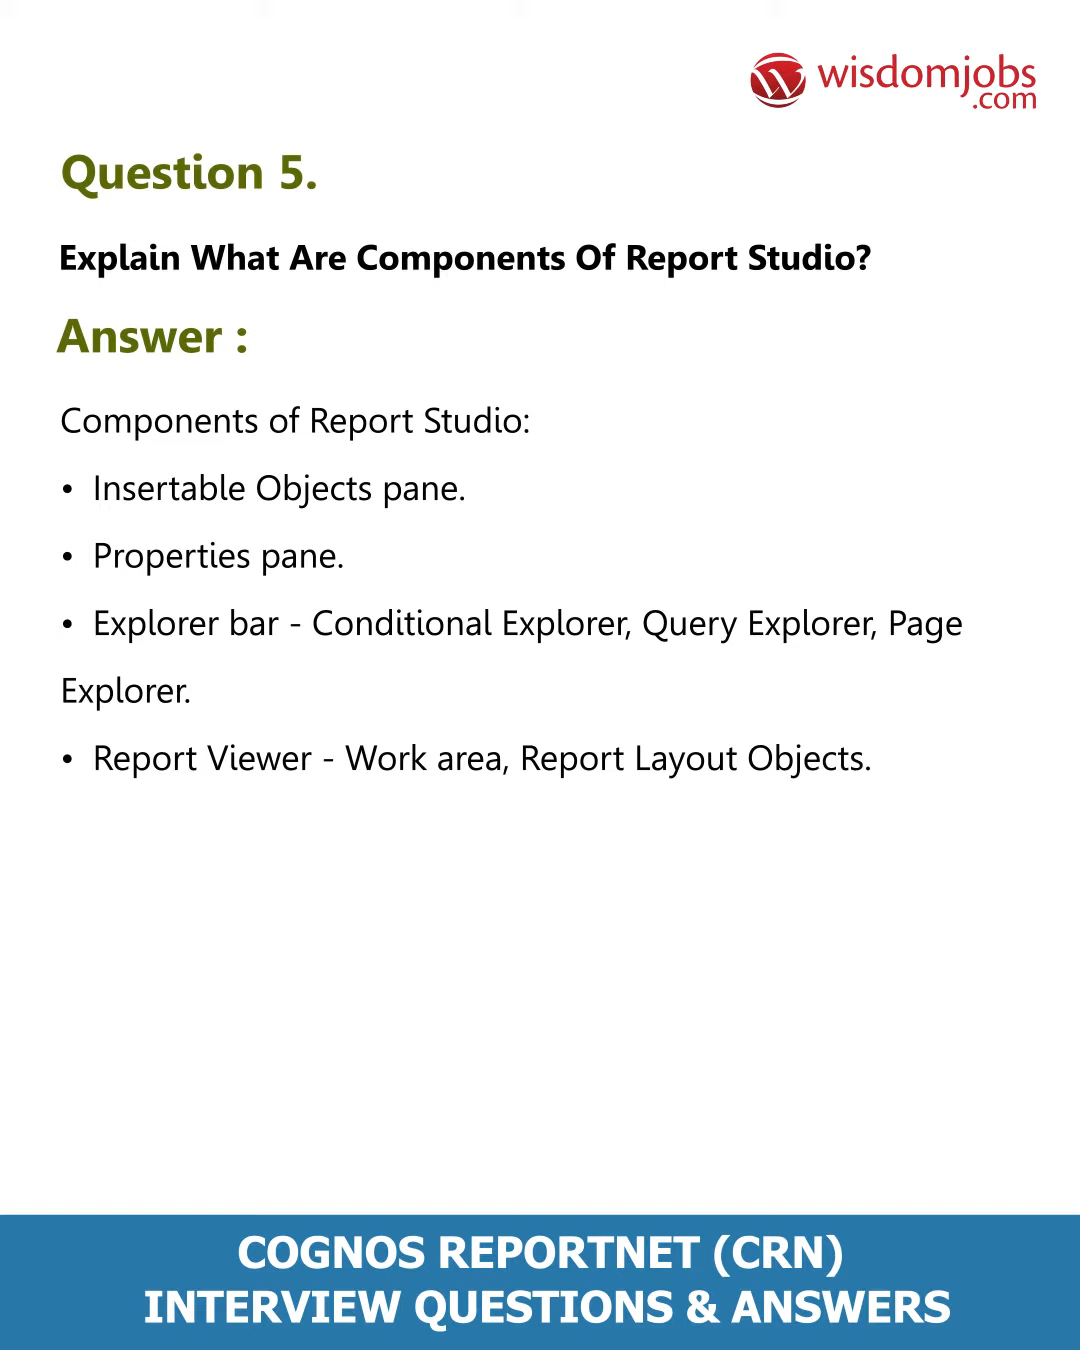 wisdomjobs
.com
Question 5.
Explain What Are Components Of Report Studio?
Answer :
Components of Report Studio:
• Insertable Objects pane.
• Properties pane.
• Explorer bar - Conditional Explorer, Query Explorer, Page
Explorer.
• Report Viewer - Work area, Report Layout Objects.
COGNOS REPORTNET (CRN)
INTERVIEW QUESTIONS & ANSWERS